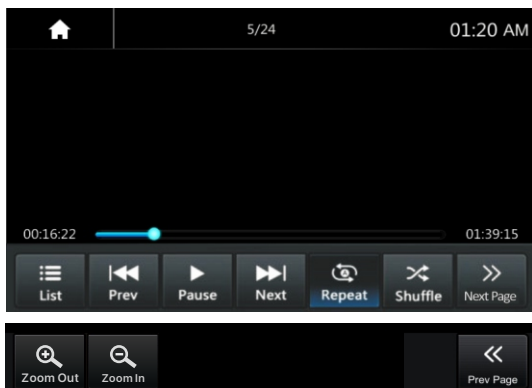 5/24 01:20 AM
00:16:22 01:39:15
List Prev Pause Next Repeat Shuffle Next Page
Zoom Out Zoom In Prev Page